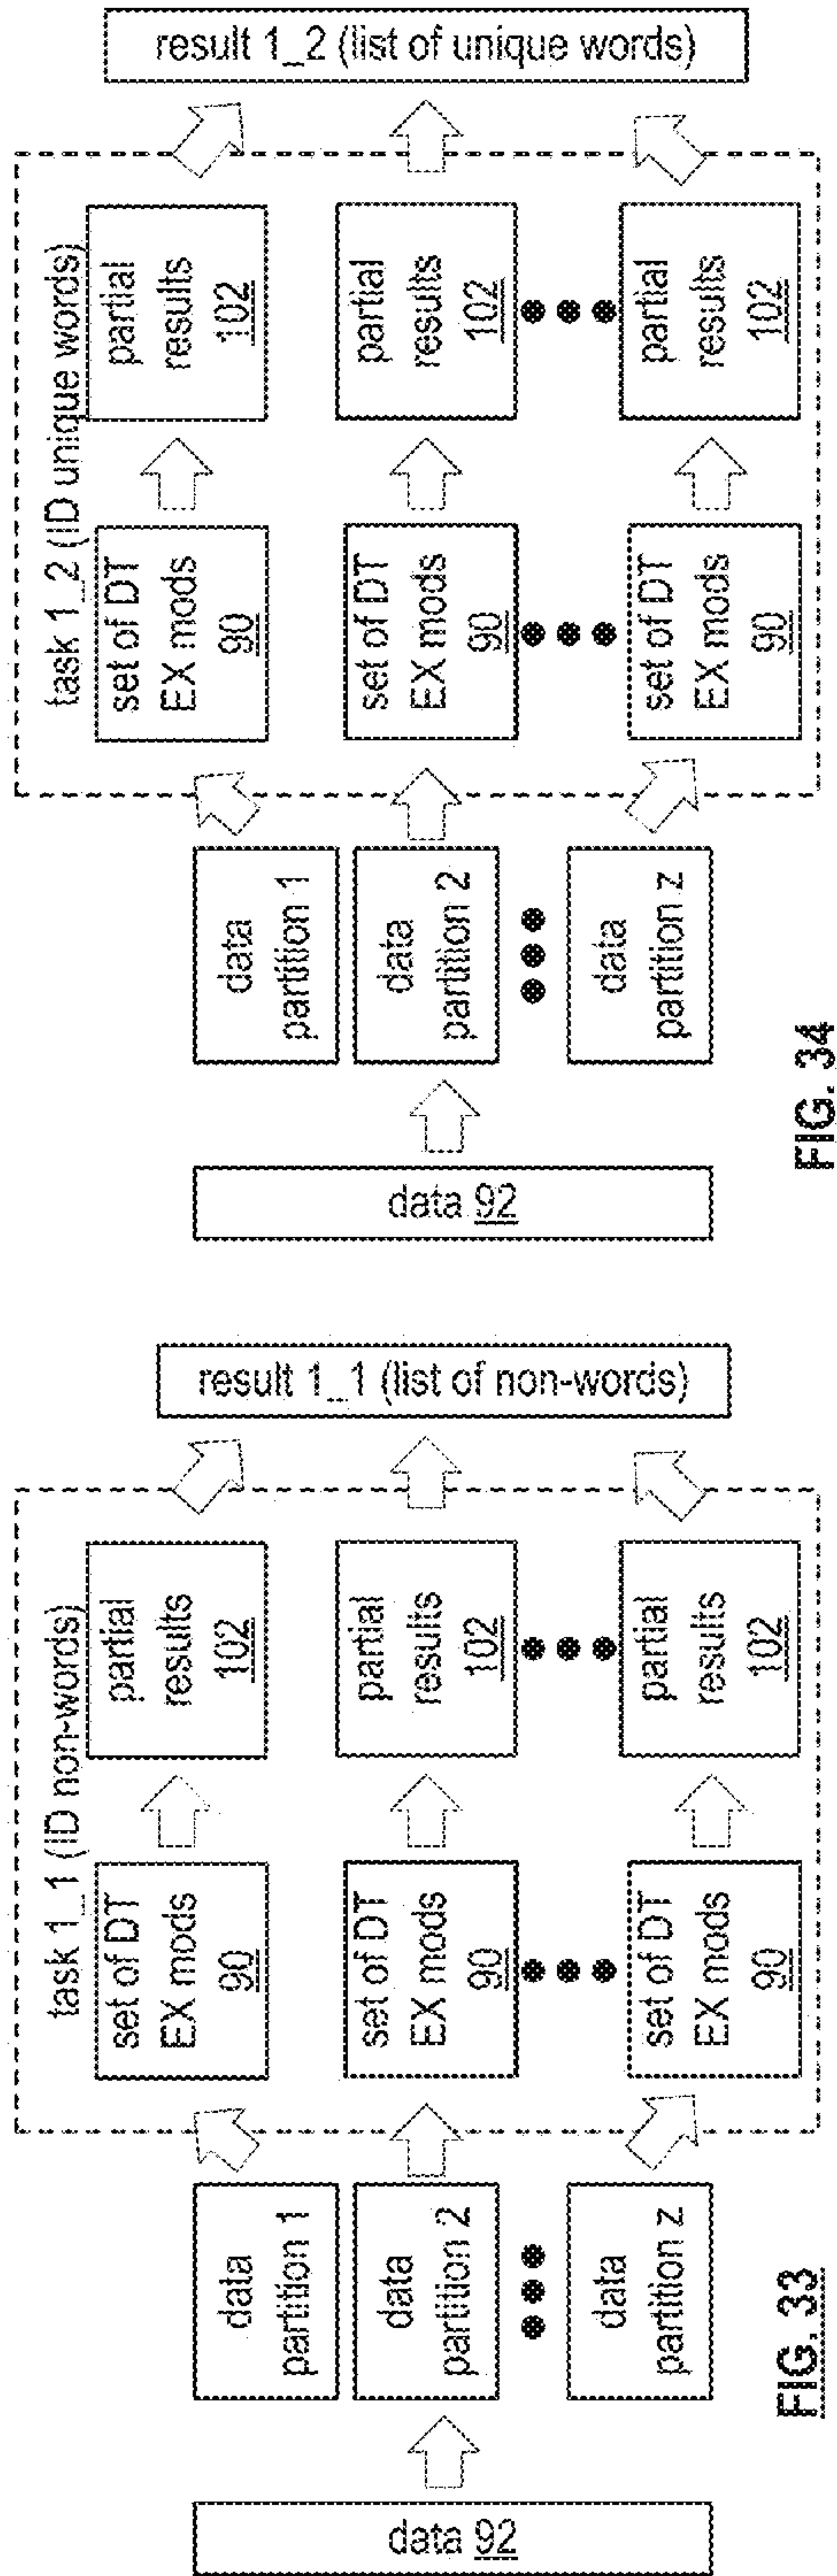 data 92
data
partition 1
data
partition 2
data
partition z
task 1_1 (ID non-words)
set of DT
EX mods
90
set of DT
EX mods
90
set of DT
EX mods
90
partial
results
102
partial
results
102
partial
results
102
result 1_1 (list of non-words)
FIG. 33
data 92
data
partition 1
data
partition 2
data
partition z
task 1_2 (ID unique words)
set of DT
EX mods
90
set of DT
EX mods
90
set of DT
EX mods
90
partial
results
102
partial
results
102
partial
results
102
result 1_2 (list of unique words)
FIG. 34